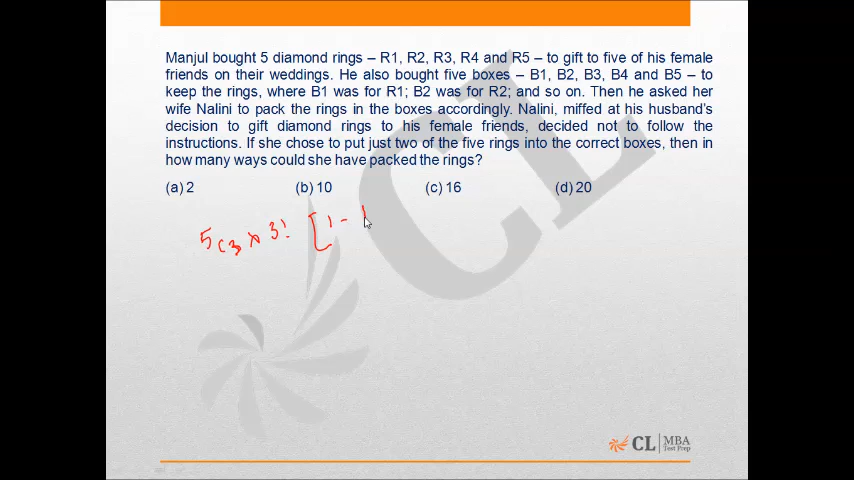 Manjul bought 5 diamond rings – R1, R2, R3, R4 and R5 – to gift to five of his female
friends on their weddings. He also bought five boxes – B1, B2, B3, B4 and B5 – to
keep the rings, where B1 was for R1; B2 was for R2; and so on. Then he asked her
wife Nalini to pack the rings in the boxes accordingly. Nalini, miffed at his husband's
decision to gift diamond rings to his female friends, decided not to follow the
instructions. If she chose to put just two of the five rings into the correct boxes, then in
how many ways could she have packed the rings?
(a) 2 (b) 10 (c) 16 (d) 20
5C3 × 3! [1 - 1
CL
CL MBA
Test Prep